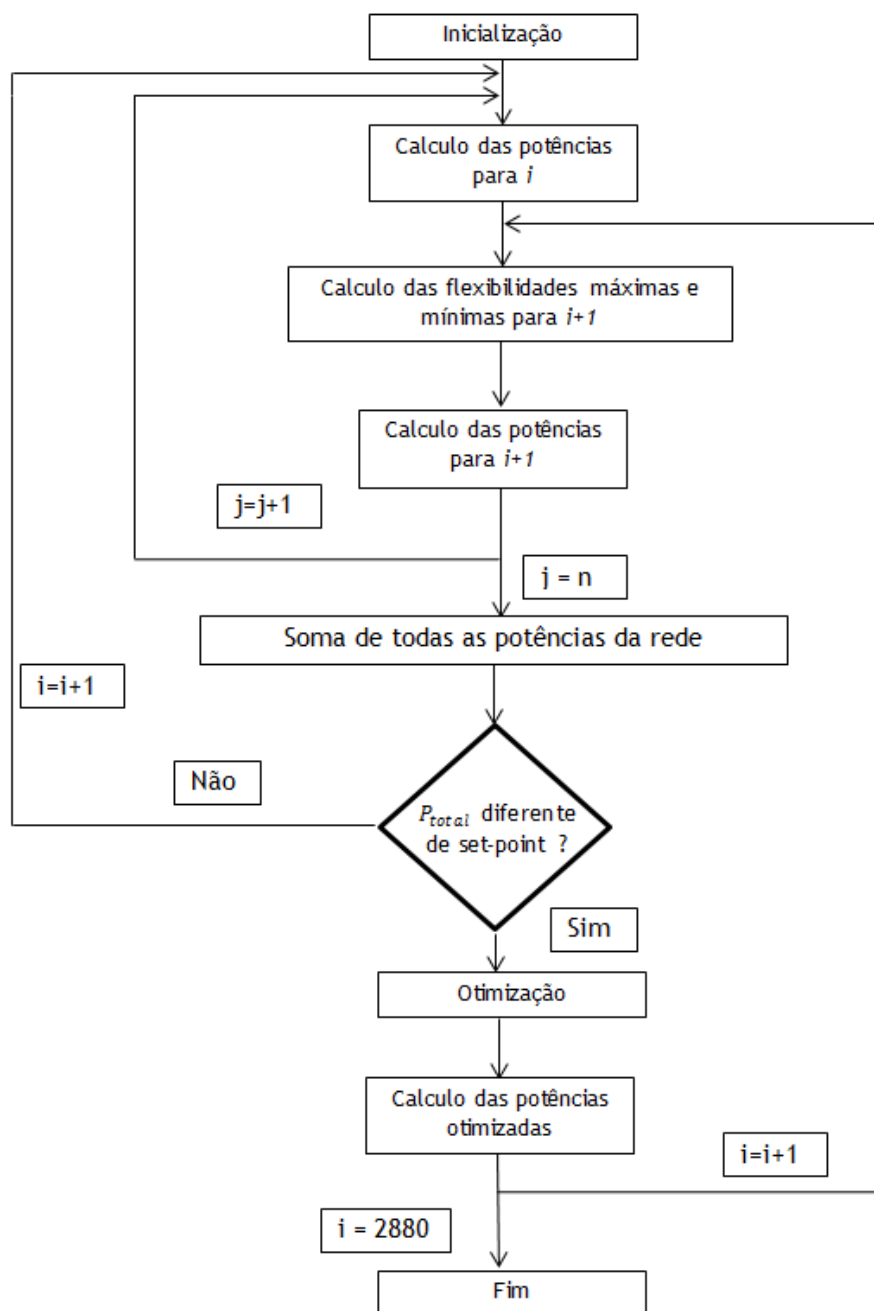 Inicialização
Calculo das potências
para i
Calculo das flexibilidades máximas e
mínimas para i+1
Calculo das potências
para i+1
j=j+1
j = n
Soma de todas as potências da rede
i=i+1
Não
P_total diferente
de set-point ?
Sim
Otimização
Calculo das potências
otimizadas
i=i+1
i = 2880
Fim